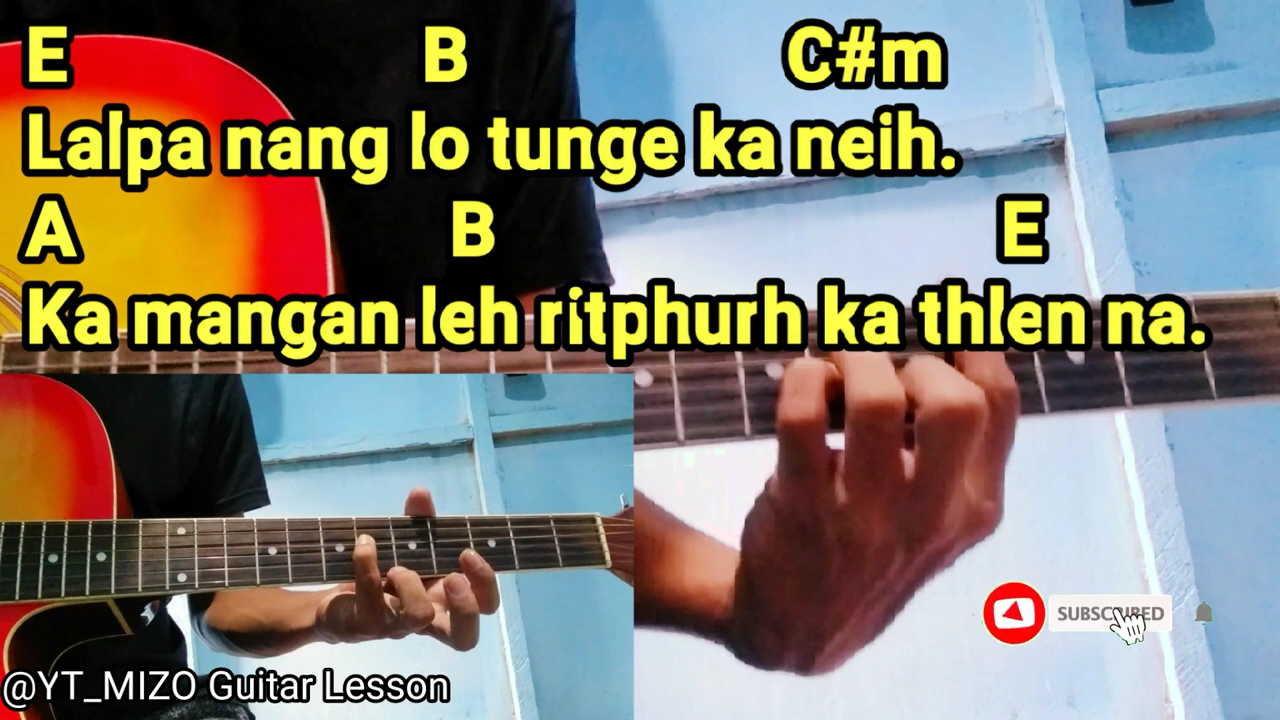 E B C#m
Lalpa nang lo tunge ka neih.
A B E
Ka mangan leh ritphurh ka thlen na.
SUBSCRIBED
@YT_MIZO Guitar Lesson